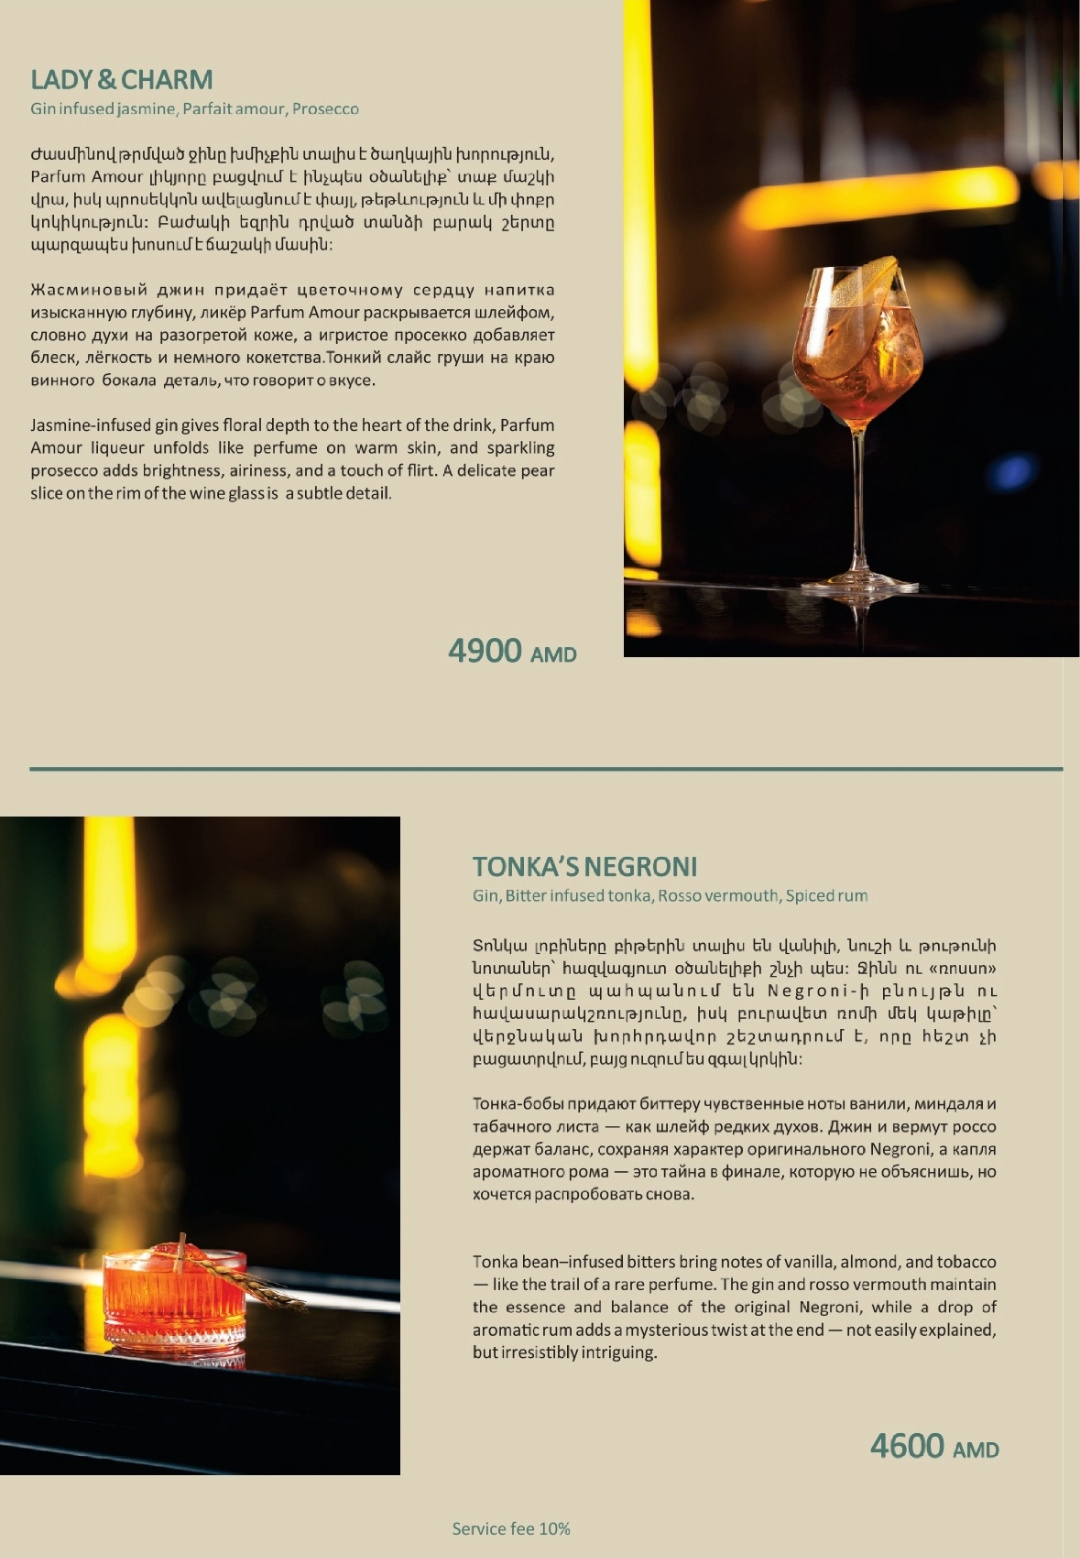 LADY & CHARM
Gin infused jasmine, Parfait amour, Prosecco
Ժասմինով թրմված ջինը խմիչքին տալիս է ծաղկային խորություն,
Parfum Amour լիկյորը բացվում է ինչպես օծանելիք՝ տաք մաշկի
վրա, իսկ պրոսեկկոն ավելացնում է փայլ, թեթևություն և մի փոքր
կոկիկություն: Բաժակի եզրին դրված տանձի բարակ շերտը
պարզապես խոսում է ճաշակի մասին:
Жасминовый джин придаёт цветочному сердцу напитка
изысканную глубину, ликёр Parfum Amour раскрывается шлейфом,
словно духи на разогретой коже, а игристое просекко добавляет
блеск, лёгкость и немного кокетства.Тонкий слайс груши на краю
винного бокала деталь, что говорит о вкусе.
Jasmine-infused gin gives floral depth to the heart of the drink, Parfum
Amour liqueur unfolds like perfume on warm skin, and sparkling
prosecco adds brightness, airiness, and a touch of flirt. A delicate pear
slice on the rim of the wine glass is a subtle detail.
4900 AMD
TONKA’S NEGRONI
Gin, Bitter infused tonka, Rosso vermouth, Spiced rum
Տոնկա լոբիները բիթերին տալիս են վանիլի, նուշի և թութունի
նոտաներ՝ հազվագյուտ օծանելիքի շնչի պես: Ջինն ու «ռոսսո»
վերմուտը պահպանում են Negroni-ի բնույթն ու
հավասարակշռությունը, իսկ բուրավետ ռոմի մեկ կաթիլը՝
վերջնական խորհրդավոր շեշտադրում է, որը հեշտ չի
բացատրվում, բայց ուզում ես զգալ կրկին:
Тонка-бобы придают биттеру чувственные ноты ванили, миндаля и
табачного листа — как шлейф редких духов. Джин и вермут россо
держат баланс, сохраняя характер оригинального Negroni, а капля
ароматного рома — это тайна в финале, которую не объяснишь, но
хочется распробовать снова.
Tonka bean–infused bitters bring notes of vanilla, almond, and tobacco
— like the trail of a rare perfume. The gin and rosso vermouth maintain
the essence and balance of the original Negroni, while a drop of
aromatic rum adds a mysterious twist at the end — not easily explained,
but irresistibly intriguing.
4600 AMD
Service fee 10%